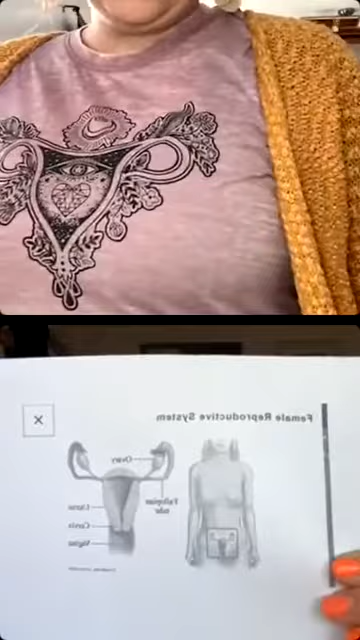 Female Reproductive System
Ovary
Fallopian
tube
Uterus
Cervix
Vagina